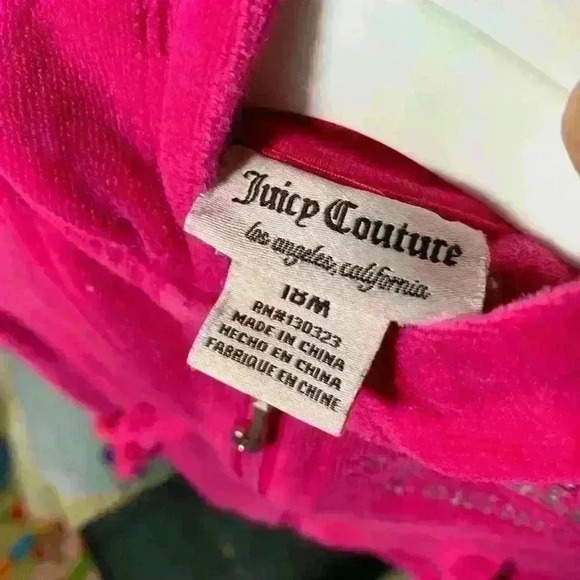 Juicy Couture
los angeles, california
18M
RN#130323
MADE IN CHINA
HECHO EN CHINA
FABRIQUE EN CHINE